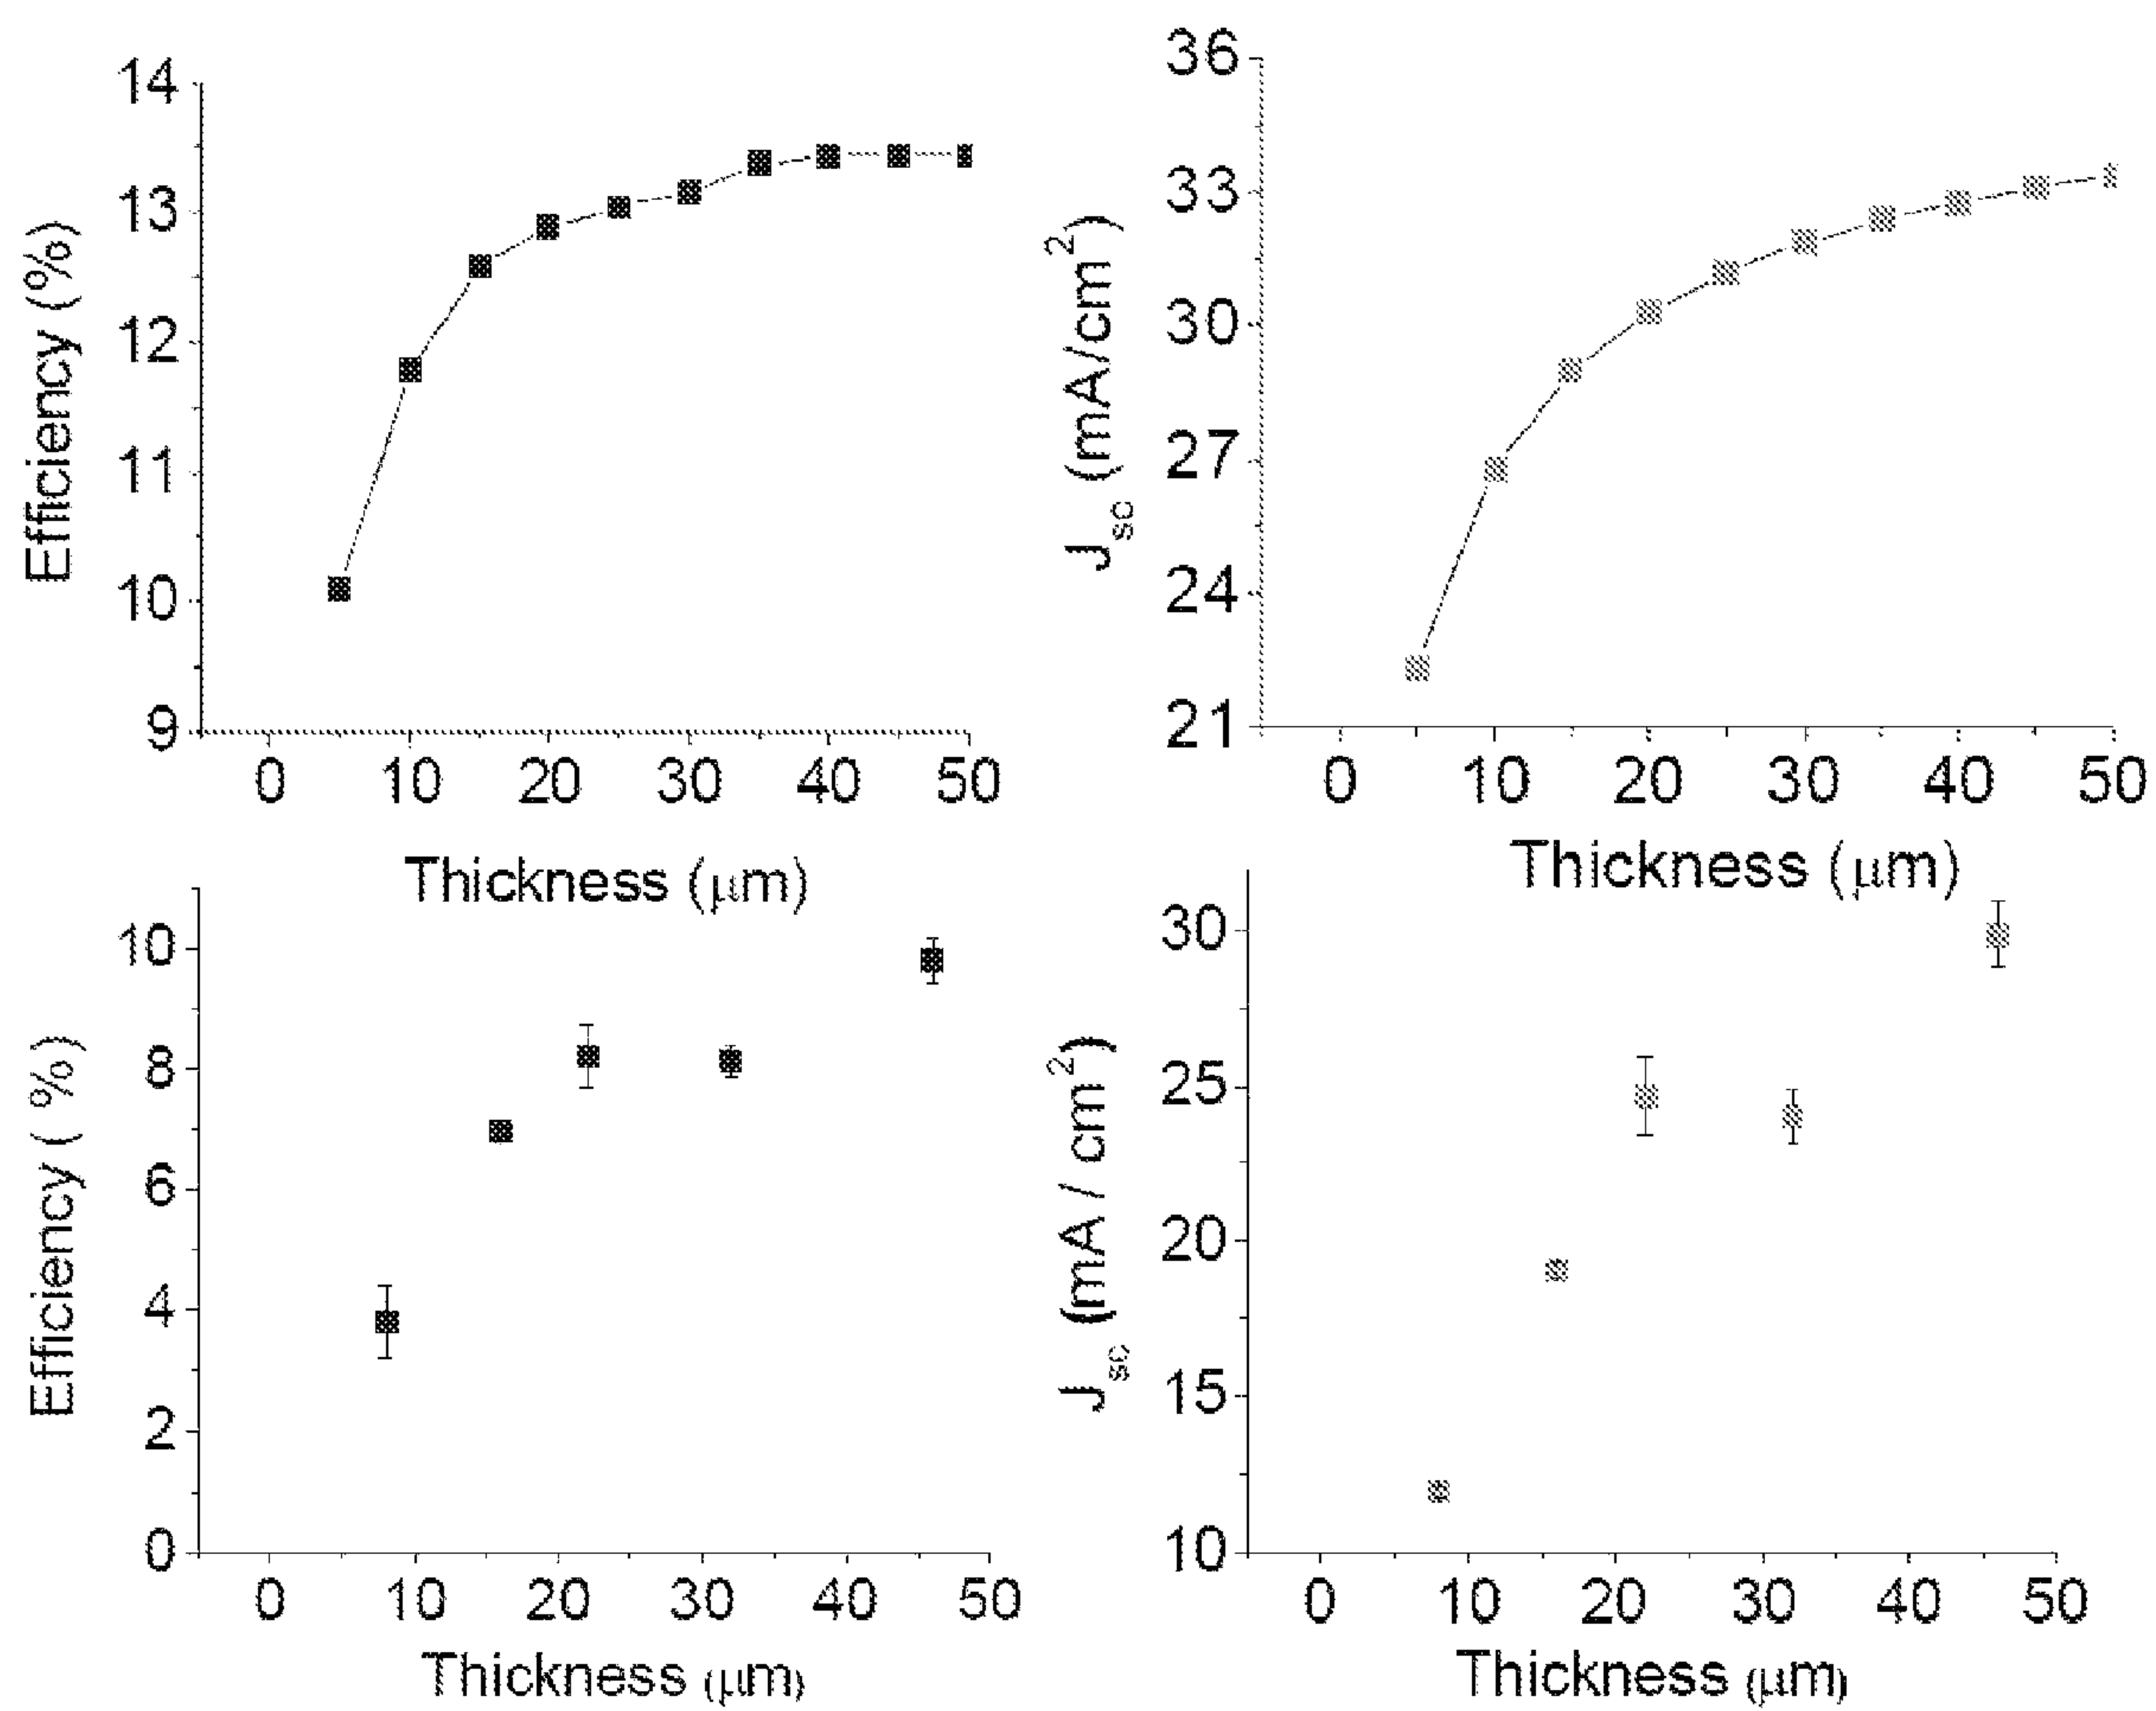 Efficiency (%)
14
13
12
11
10
9
0 10 20 30 40 50
Thickness (μm)
Jsc (mA/cm²)
36
33
30
27
24
21
0 10 20 30 40 50
Thickness (μm)
Efficiency ( %)
10
8
6
4
2
0
0 10 20 30 40 50
Thickness (μm)
Jsc (mA / cm²)
30
25
20
15
10
0 10 20 30 40 50
Thickness (μm)